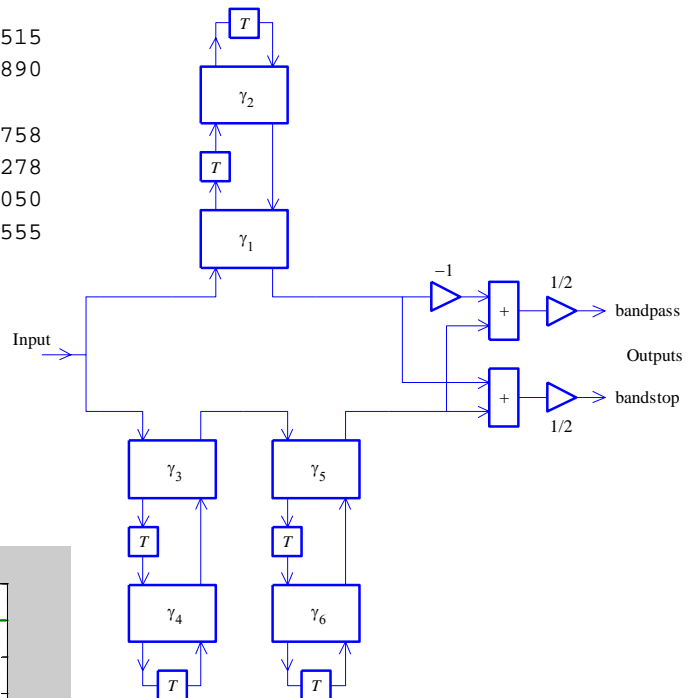 515
890
758
278
050
555
T
γ2
T
γ1
−1
1/2
+
bandpass
Input
Outputs
+
bandstop
1/2
γ3
γ5
T
T
γ4
γ6
T
T